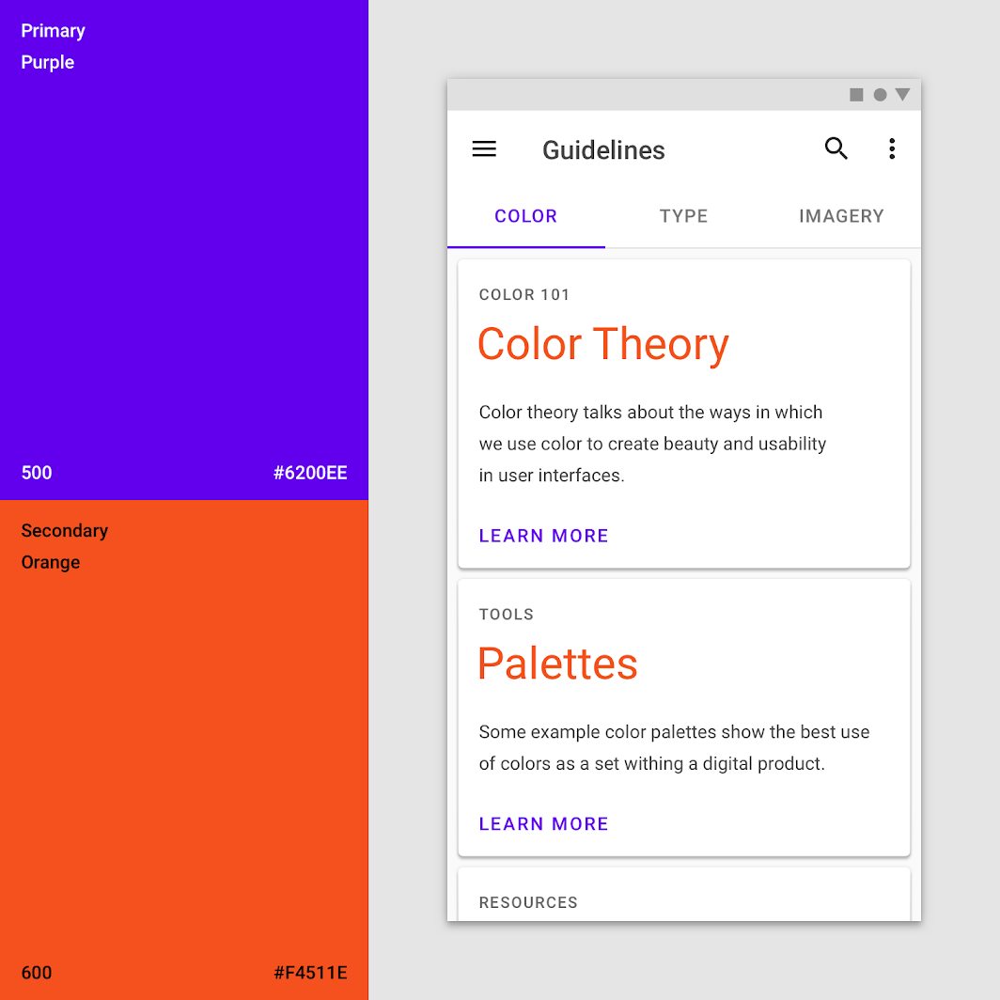 Primary
Purple
500 #6200EE
Secondary
Orange
600 #F4511E
Guidelines
COLOR TYPE IMAGERY
COLOR 101
Color Theory
Color theory talks about the ways in which
we use color to create beauty and usability
in user interfaces.
LEARN MORE
TOOLS
Palettes
Some example color palettes show the best use
of colors as a set withing a digital product.
LEARN MORE
RESOURCES